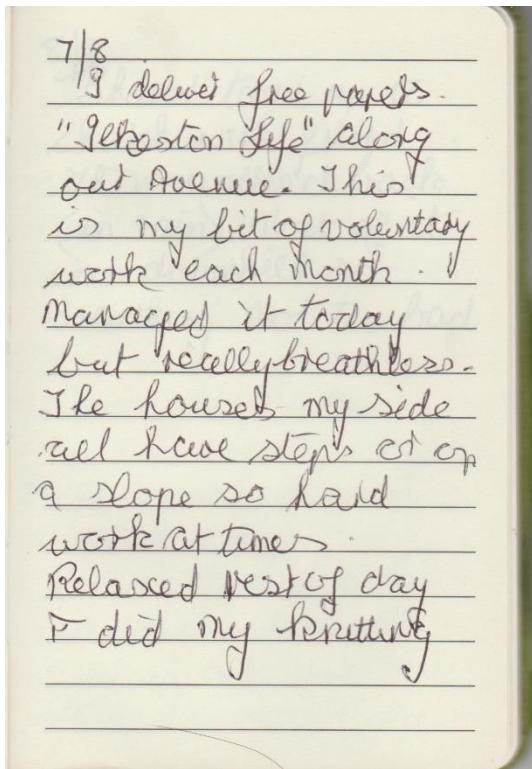 7/8
I deliver free papers.
"Ilkeston Life" along
our Avenue. This
is my bit of voluntary
work each month.
Managed it today
but really breathless.
The houses my side
all have steps or on
a slope so hard
work at times.
Relaxed rest of day
& did my knitting